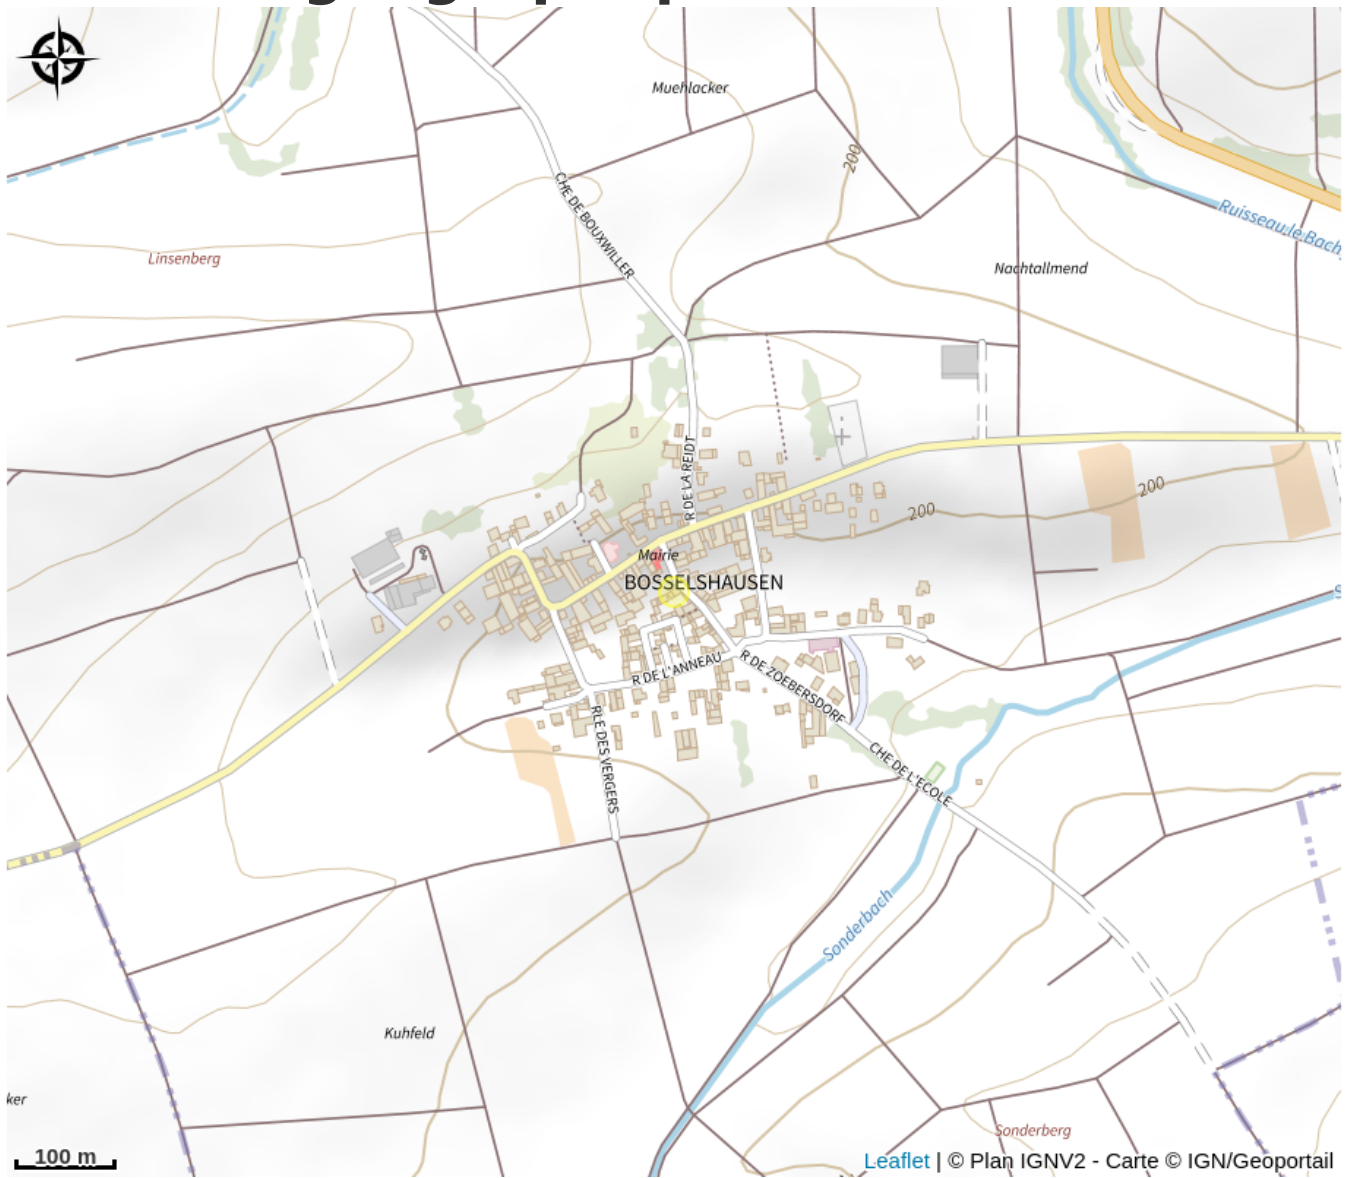 Muehlacker
200
CHE DE BOUXWILLER
Ruisseau le Bach
Linsenberg
Nachtallmend
R DE LA REIDT
200
200
Mairie
BOSSELSHAUSEN
R DE L'ANNEAU
R DE ZOEBERSDORF
RLE DES VERGERS
CHE DE L'ECOLE
Sonderbach
Kuhfeld
ker
Sonderberg
100 m
Leaflet | © Plan IGNV2 - Carte © IGN/Geoportail